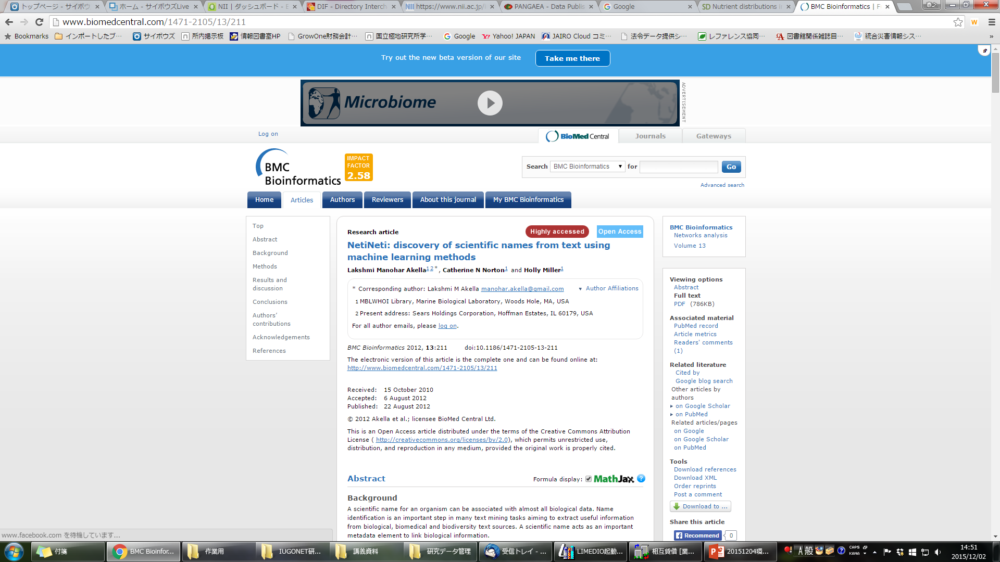 トップページ - サイボウ
ホーム - サイボウズLive
NII | ダッシュボード - E
DIF - Directory Interch
https://www.nii.ac.jp/
PANGAEA - Data Publis
Google
Nutrient distributions i
BMC Bioinformatics | F
www.biomedcentral.com/1471-2105/13/211
Bookmarks
インポートしたブ…
サイボウズ
所内掲示板
情報図書室HP
GrowOne財務会計…
国立極地研究所学…
Google
Yahoo! JAPAN
JAIRO Cloud コミ…
法令データ提供シ…
レファレンス協同…
図書館関係雑誌目…
統合災害情報シス…
»
Try out the new beta version of our site
Take me there
Microbiome
ADVERTISEMENT
Log on
BioMed Central
Journals
Gateways
BMC
Bioinformatics
IMPACT
FACTOR
2.58
Search BMC Bioinformatics for Go
Advanced search
Home
Articles
Authors
Reviewers
About this journal
My BMC Bioinformatics
Top
Abstract
Background
Methods
Results and
discussion
Conclusions
Authors’
contributions
Acknowledgements
References
Research article
Highly accessed
Open Access
NetiNeti: discovery of scientific names from text using
machine learning methods
Lakshmi Manohar Akella12*, Catherine N Norton1 and Holly Miller1
* Corresponding author: Lakshmi M Akella manohar.akella@gmail.com
Author Affiliations
1 MBLWHOI Library, Marine Biological Laboratory, Woods Hole, MA, USA
2 Present address: Sears Holdings Corporation, Hoffman Estates, IL 60179, USA
For all author emails, please log on.
BMC Bioinformatics 2012, 13:211 doi:10.1186/1471-2105-13-211
The electronic version of this article is the complete one and can be found online at:
http://www.biomedcentral.com/1471-2105/13/211
Received: 15 October 2010
Accepted: 6 August 2012
Published: 22 August 2012
© 2012 Akella et al.; licensee BioMed Central Ltd.
This is an Open Access article distributed under the terms of the Creative Commons Attribution
License ( http://creativecommons.org/licenses/by/2.0), which permits unrestricted use,
distribution, and reproduction in any medium, provided the original work is properly cited.
Abstract
Formula display: MathJax ?
Background
A scientific name for an organism can be associated with almost all biological data. Name
identification is an important step in many text mining tasks aiming to extract useful information
from biological, biomedical and biodiversity text sources. A scientific name acts as an important
metadata element to link biological information.
BMC Bioinformatics
Networks analysis
Volume 13
Viewing options
Abstract
Full text
PDF (786KB)
Associated material
PubMed record
Article metrics
Readers' comments
(1)
Related literature
Cited by
Google blog search
Other articles by
authors
on Google Scholar
on PubMed
Related articles/pages
on Google
on Google Scholar
on PubMed
Tools
Download references
Download XML
Order reprints
Post a comment
Download to ...
Share this article
Recommend 0
www.facebook.com を待機しています...
付箋
BMC Bioinfor...
作業用
IUGONET研...
講義資料
研究データ管理
受信トレイ - ...
LIMEDIO起動...
相互貸借 [業...
20151204環...
A 般
CAPS
KANA
14:51
2015/12/02